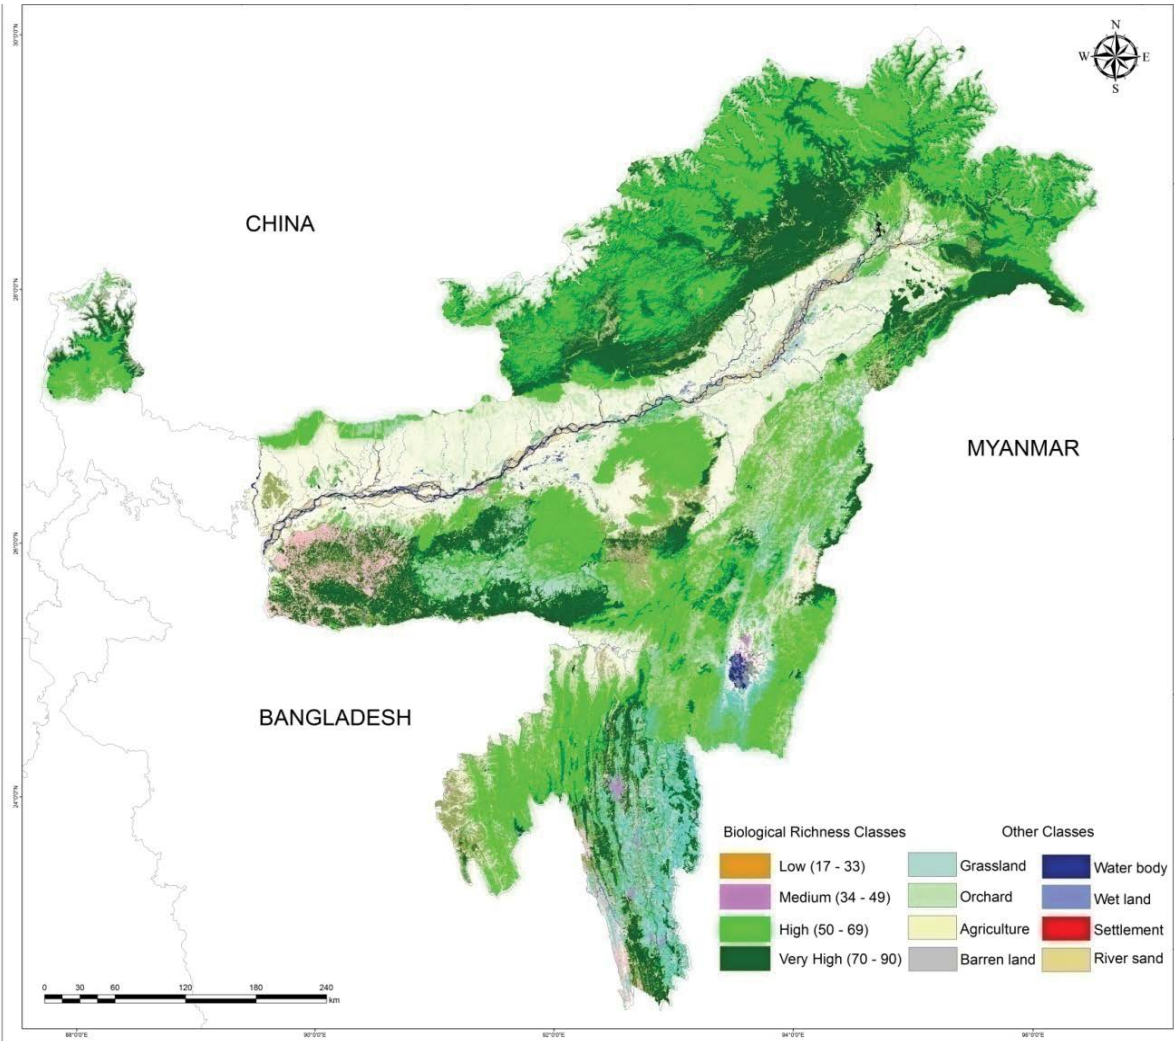 N
W E
S
CHINA
MYANMAR
BANGLADESH
Biological Richness Classes
Low (17 - 33)
Medium (34 - 49)
High (50 - 69)
Very High (70 - 90)
Other Classes
Grassland
Orchard
Agriculture
Barren land
Water body
Wet land
Settlement
River sand
0 30 60 120 180 240
km